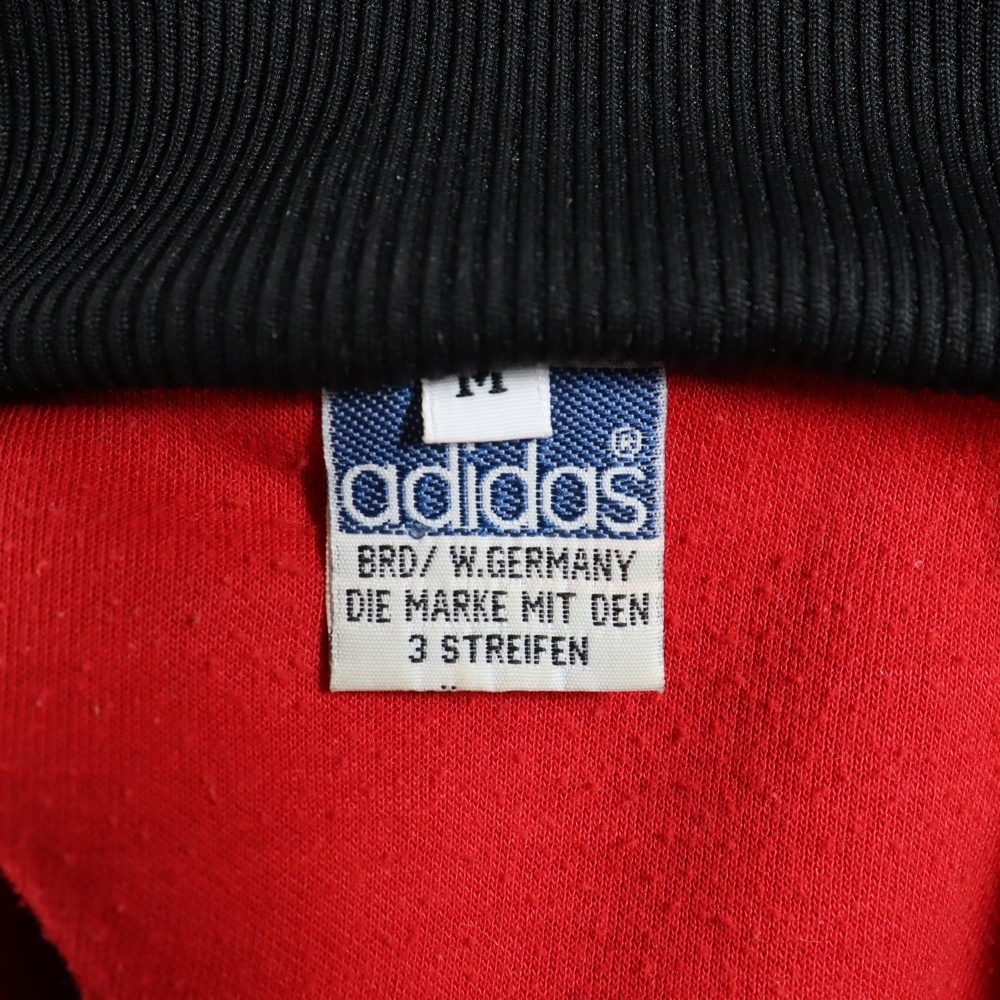 M
adidas®
BRD/ W.GERMANY
DIE MARKE MIT DEN
3 STREIFEN